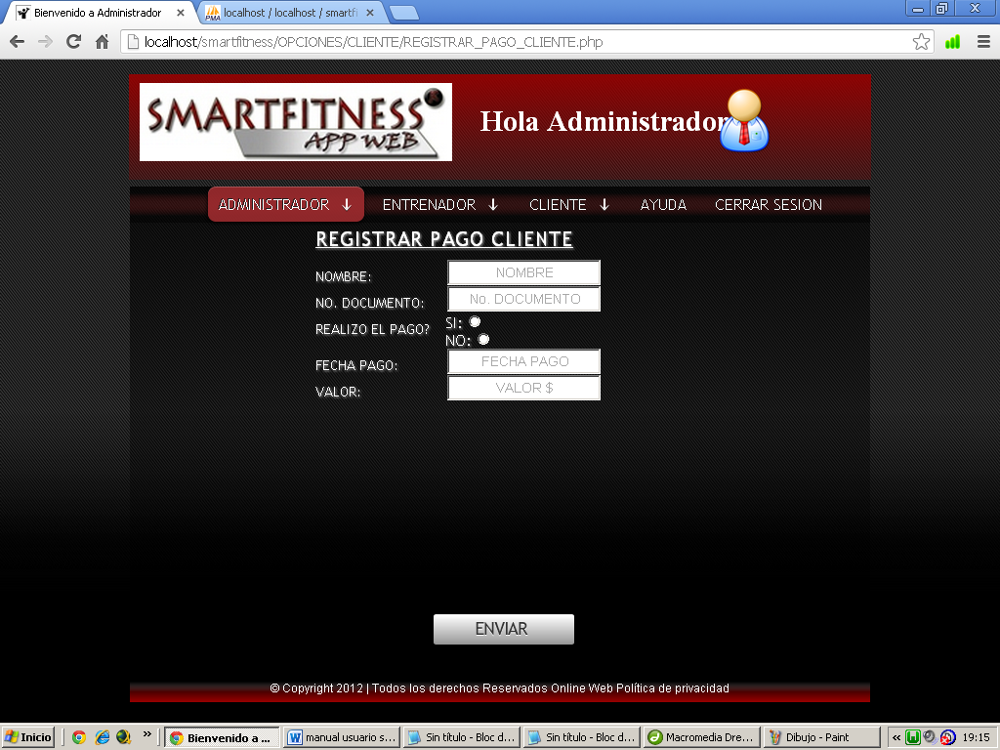 Bienvenido a Administrador
localhost / localhost / smartfi
localhost/smartfitness/OPCIONES/CLIENTE/REGISTRAR_PAGO_CLIENTE.php
SMARTFITNESS
APP WEB
Hola Administrador
ADMINISTRADOR ↓ ENTRENADOR ↓ CLIENTE ↓ AYUDA CERRAR SESION
REGISTRAR PAGO CLIENTE
NOMBRE: NOMBRE
NO. DOCUMENTO: No. DOCUMENTO
REALIZO EL PAGO? SI:
NO:
FECHA PAGO: FECHA PAGO
VALOR: VALOR $
ENVIAR
© Copyright 2012 | Todos los derechos Reservados Online Web Política de privacidad
Inicio » Bienvenido a ... manual usuario s... Sin título - Bloc d... Sin título - Bloc d... Macromedia Dre... Dibujo - Paint « 19:15